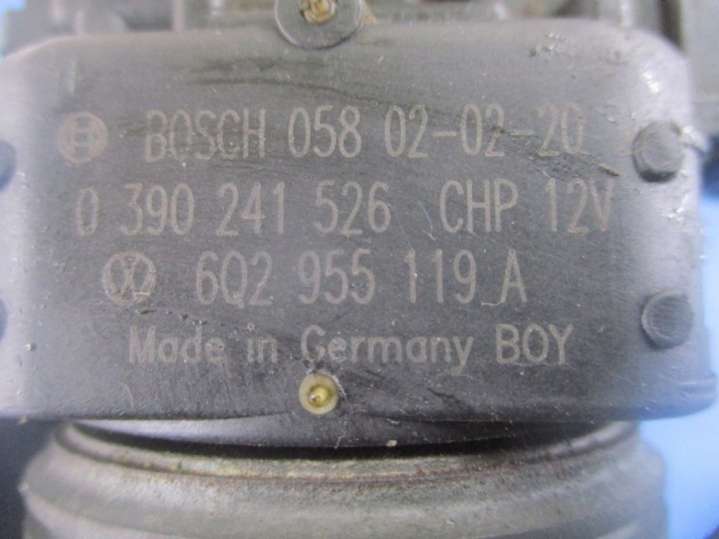 BOSCH 058 02-02-20
0 390 241 526 CHP 12V
6Q2 955 119 A
Made in Germany BOY